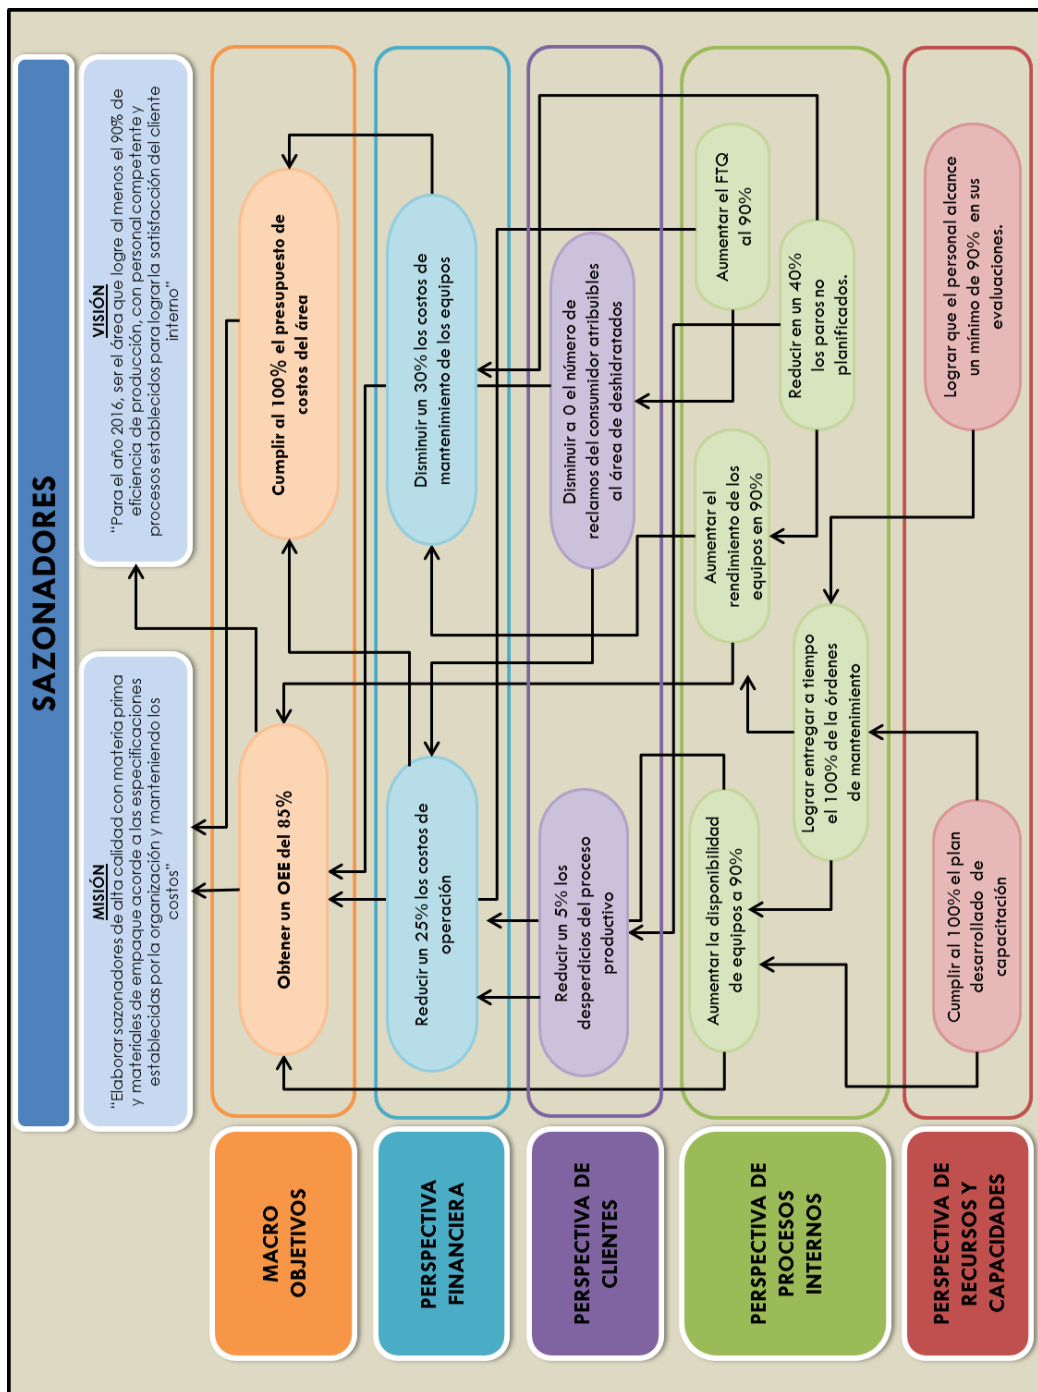 SAZONADORES
MISIÓN
“Elaborar sazonadores de alta calidad con materia prima
y materiales de empaque acorde a las especificaciones
establecidas por la organización y manteniendo los
costos”
VISIÓN
“Para el año 2016, ser el área que logre al menos el 90% de
eficiencia de producción, con personal competente y
procesos establecidos para lograr la satisfacción del cliente
interno”
MACRO
OBJETIVOS
Obtener un OEE del 85%
Cumplir al 100% el presupuesto de
costos del área
PERSPECTIVA
FINANCIERA
Reducir un 25% los costos de
operación
Disminuir un 30% los costos de
mantenimiento de los equipos
PERSPECTIVA DE
CLIENTES
Reducir un 5% los
desperdicios del proceso
productivo
Disminuir a 0 el número de
reclamos del consumidor atribuibles
al área de deshidratados
PERSPECTIVA DE
PROCESOS
INTERNOS
Aumentar la disponibilidad
de equipos a 90%
Aumentar el
rendimiento de los
equipos en 90%
Aumentar el FTQ
al 90%
Lograr entregar a tiempo
el 100% de la órdenes
de mantenimiento
Reducir en un 40%
los paros no
planificados.
PERSPECTIVA DE
RECURSOS Y
CAPACIDADES
Cumplir al 100% el plan
desarrollado de
capacitación
Lograr que el personal alcance
un mínimo de 90% en sus
evaluaciones.